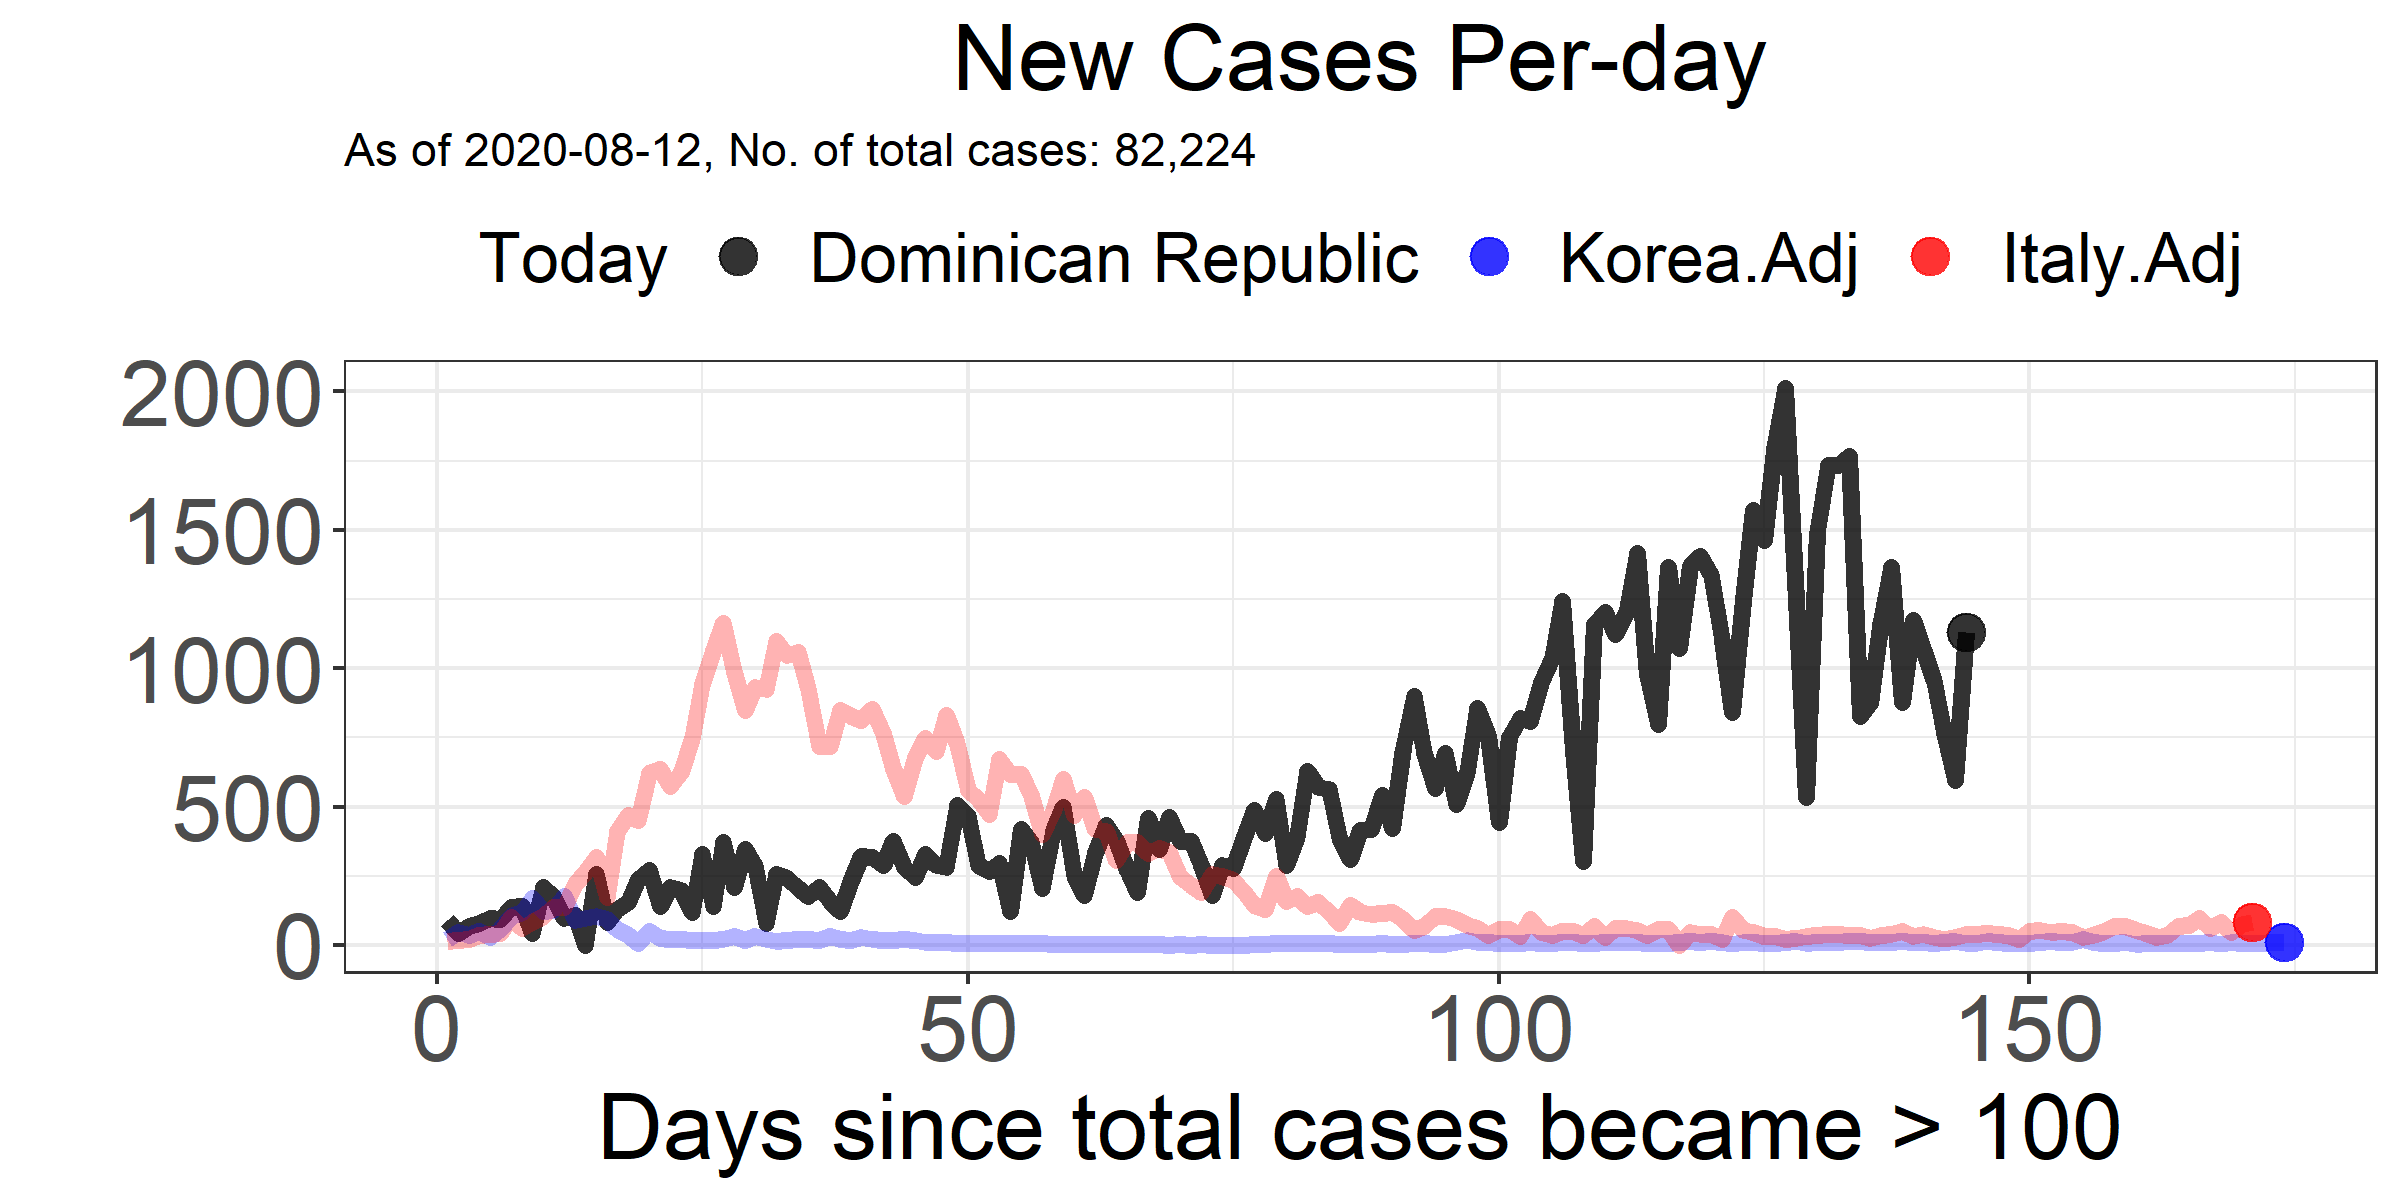 New Cases Per-day
As of 2020-08-12, No. of total cases: 82,224
Today Dominican Republic Korea.Adj Italy.Adj
2000
1500
1000
500
0
0 50 100 150
Days since total cases became > 100